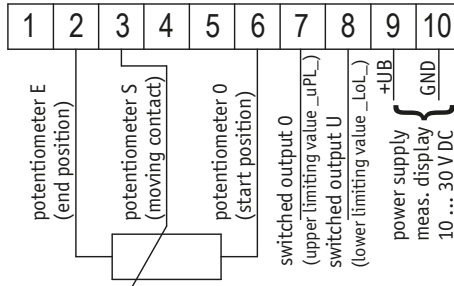 1 2 3 4 5 6 7 8 9 10
potentiometer E
(end position)
potentiometer S
(moving contact)
potentiometer 0
(start position)
switched output 0
(upper limiting value _uPL_)
switched output U
(lower limiting value _LoL_)
+UB
GND
power supply
meas. display
10 ... 30 V DC